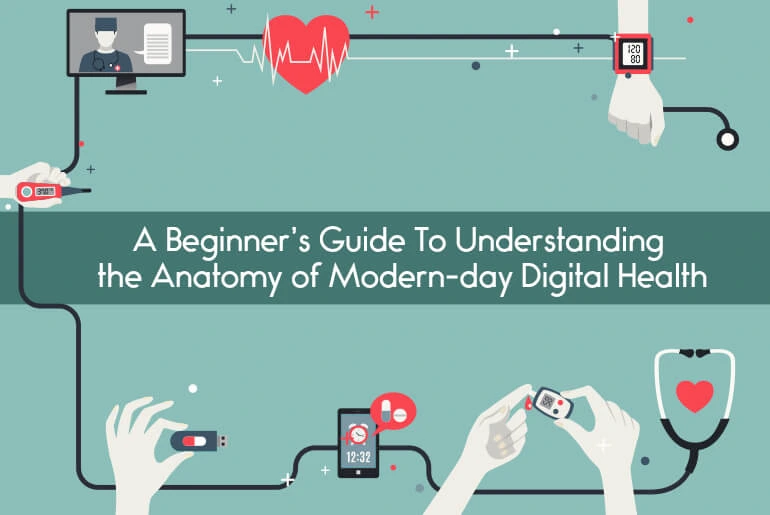 120
80
A Beginner's Guide To Understanding
the Anatomy of Modern-day Digital Health
12:32